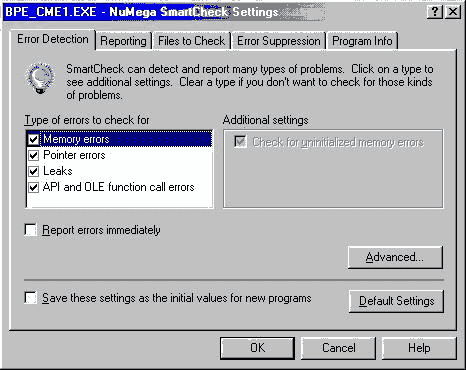 BPE_CME1.EXE - NuMega SmartCheck Settings
Error Detection Reporting Files to Check Error Suppression Program Info
SmartCheck can detect and report many types of problems. Click on a type to
see additional settings. Clear a type if you don't want to check for those kinds
of problems.
Type of errors to check for
Additional settings
Memory errors
Pointer errors
Leaks
API and OLE function call errors
Check for uninitialized memory errors
Report errors immediately
Advanced...
Save these settings as the initial values for new programs
Default Settings
OK Cancel Help